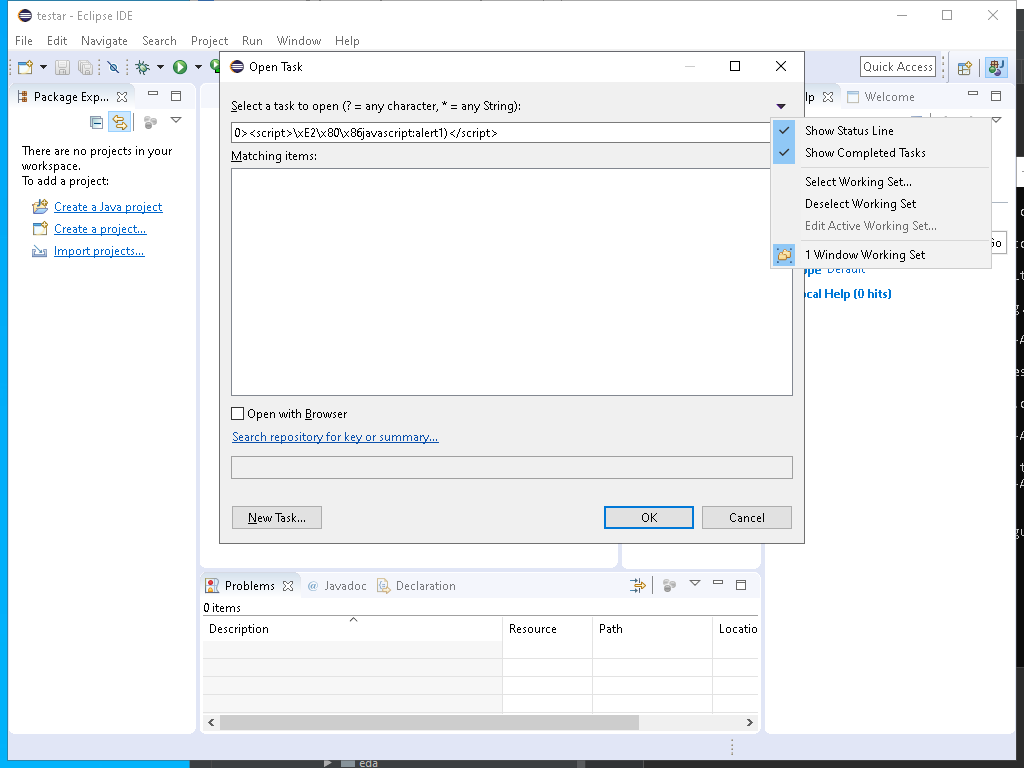 testar - Eclipse IDE
File Edit Navigate Search Project Run Window Help
Quick Access
Package Exp...
There are no projects in your
workspace.
To add a project:
Create a Java project
Create a project...
Import projects...
Open Task
Select a task to open (? = any character, * = any String):
0><script>\xE2\x80\x86javascript:alert1)</script>
Matching items:
Open with Browser
Search repository for key or summary...
New Task...
OK
Cancel
Welcome
Show Status Line
Show Completed Tasks
Select Working Set...
Deselect Working Set
Edit Active Working Set...
1 Window Working Set
Default
cal Help (0 hits)
Problems
@ Javadoc
Declaration
0 items
Description Resource Path Locatio
eda